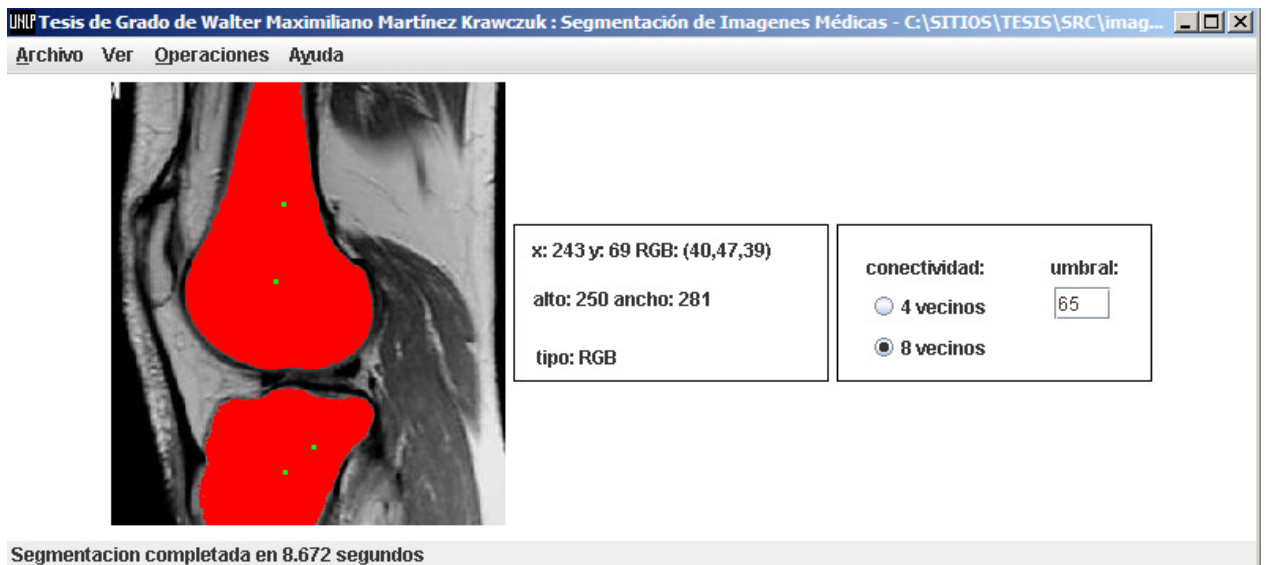 UNLP Tesis de Grado de Walter Maximiliano Martínez Krawczuk : Segmentación de Imagenes Médicas - C:\SITIOS\TESIS\SRC\imag...
Archivo Ver Operaciones Ayuda
x: 243 y: 69 RGB: (40,47,39)
alto: 250 ancho: 281
tipo: RGB
conectividad: umbral:
4 vecinos 65
8 vecinos
Segmentacion completada en 8.672 segundos